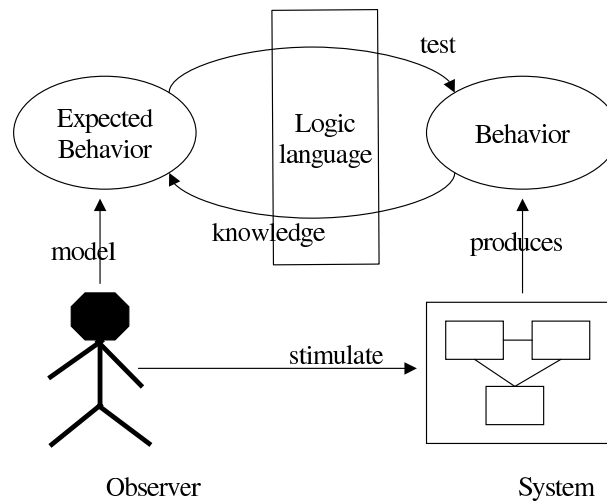 test
Expected
Behavior
Logic
language
Behavior
knowledge
model
produces
stimulate
Observer
System